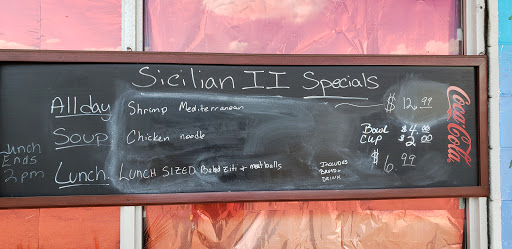 Sicilian II Specials
Allday Shrimp Mediterranean $12.99
Soup Chicken noodle Bowl $4.00
Cup $2.00
Lunch LUNCH SIZED Baked Ziti + meatballs INCLUDES BREAD + DRINK $6.99
Lunch
Ends
2pm
Coca-Cola